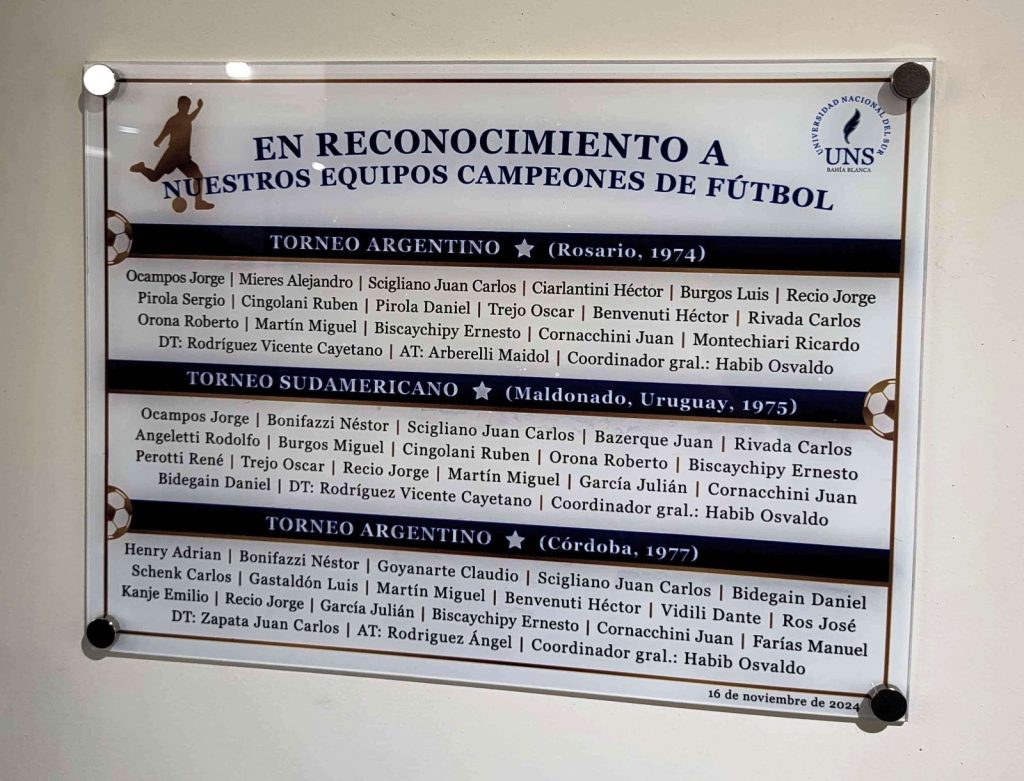 EN RECONOCIMIENTO A
NUESTROS EQUIPOS CAMPEONES DE FÚTBOL
UNIVERSIDAD NACIONAL DEL SUR
UNS
BAHÍA BLANCA
TORNEO ARGENTINO ★ (Rosario, 1974)
Ocampos Jorge | Mieres Alejandro | Scigliano Juan Carlos | Ciarlantini Héctor | Burgos Luis | Recio Jorge
Pirola Sergio | Cingolani Ruben | Pirola Daniel | Trejo Oscar | Benvenuti Héctor | Rivada Carlos
Orona Roberto | Martín Miguel | Biscaychipy Ernesto | Cornacchini Juan | Montechiari Ricardo
DT: Rodríguez Vicente Cayetano | AT: Arberelli Maidol | Coordinador gral.: Habib Osvaldo
TORNEO SUDAMERICANO ★ (Maldonado, Uruguay, 1975)
Ocampos Jorge | Bonifazzi Néstor | Scigliano Juan Carlos | Bazerque Juan | Rivada Carlos
Angeletti Rodolfo | Burgos Miguel | Cingolani Ruben | Orona Roberto | Biscaychipy Ernesto
Perotti René | Trejo Oscar | Recio Jorge | Martín Miguel | García Julián | Cornacchini Juan
Bidegain Daniel | DT: Rodríguez Vicente Cayetano | Coordinador gral.: Habib Osvaldo
TORNEO ARGENTINO ★ (Córdoba, 1977)
Henry Adrian | Bonifazzi Néstor | Goyanarte Claudio | Scigliano Juan Carlos | Bidegain Daniel
Schenk Carlos | Gastaldón Luis | Martín Miguel | Benvenuti Héctor | Vidili Dante | Ros José
Kanje Emilio | Recio Jorge | García Julián | Biscaychipy Ernesto | Cornacchini Juan | Farías Manuel
DT: Zapata Juan Carlos | AT: Rodriguez Ángel | Coordinador gral.: Habib Osvaldo
16 de noviembre de 2024